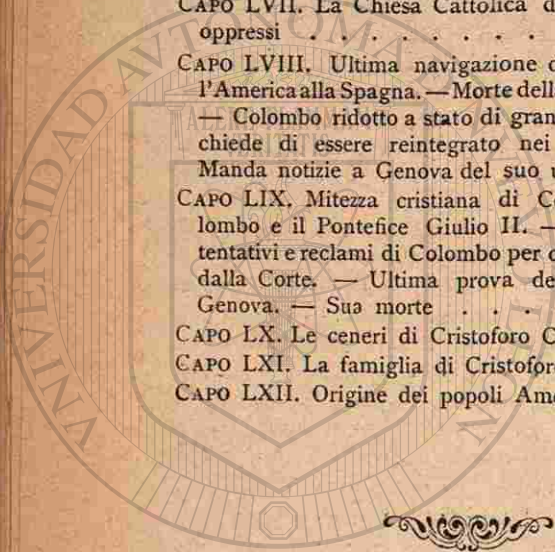 CAPO LVII. La Chiesa Cattolica d
oppressi . . . . . . . .
CAPO LVIII. Ultima navigazione
l'America alla Spagna. — Morte dell
— Colombo ridotto a stato di gran
chiede di essere reintegrato nei
Manda notizie a Genova del suo u
CAPO LIX. Mitezza cristiana di C
lombo e il Pontefice Giulio II. —
tentativi e reclami di Colombo per
dalla Corte. — Ultima prova de
Genova. — Sua morte . . .
CAPO LX. Le ceneri di Cristoforo C
CAPO LXI. La famiglia di Cristofor
CAPO LXII. Origine dei popoli Am